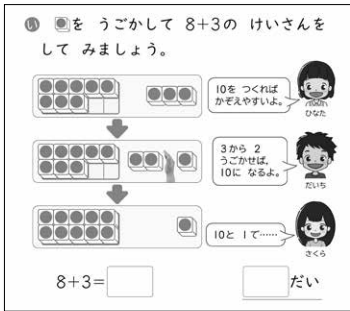 い を うごかして 8+3の けいさんを
して みましょう。
10を つくれば
かぞえやすいよ。
ひなた
3から 2
うごかせば、
10に なるよ。
だいち
10と 1で……
さくら
8+3=
だい